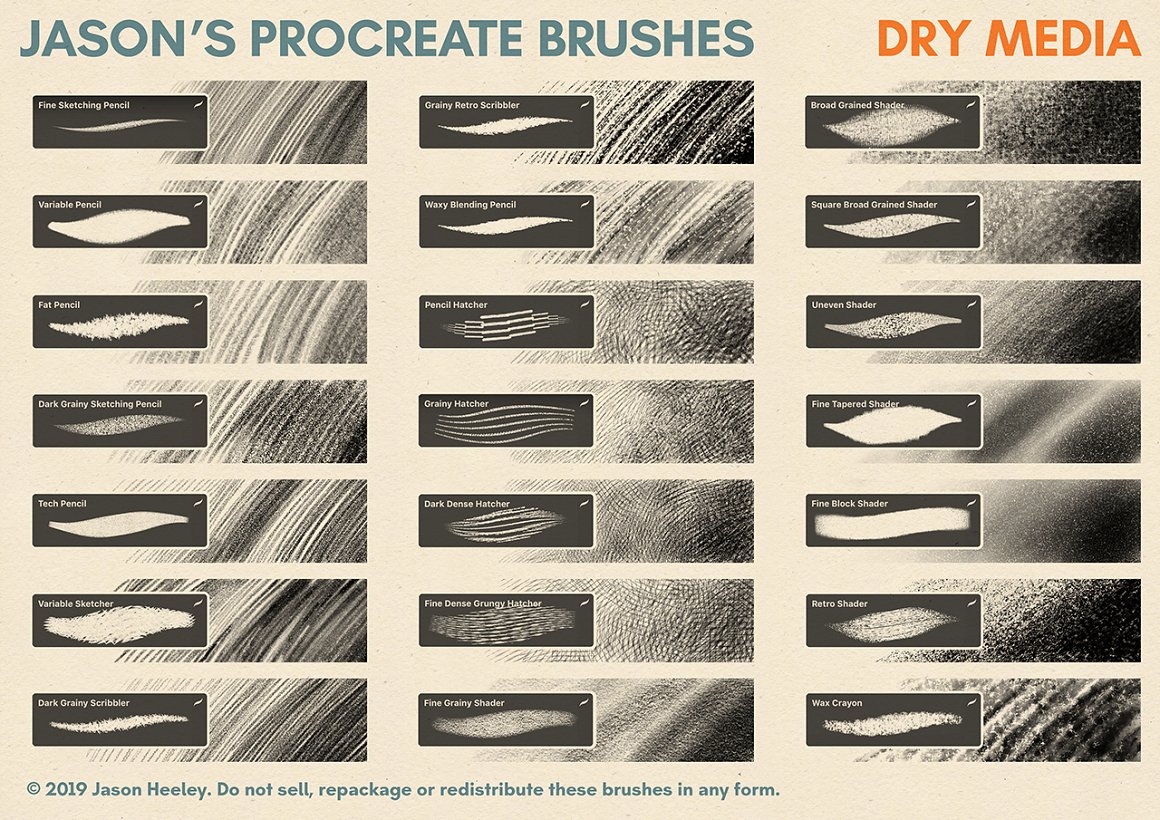 JASON'S PROCREATE BRUSHES
DRY MEDIA
Fine Sketching Pencil
Grainy Retro Scribbler
Broad Grained Shader
Variable Pencil
Waxy Blending Pencil
Square Broad Grained Shader
Fat Pencil
Pencil Hatcher
Uneven Shader
Dark Grainy Sketching Pencil
Grainy Hatcher
Fine Tapered Shader
Tech Pencil
Dark Dense Hatcher
Fine Block Shader
Variable Sketcher
Fine Dense Grungy Hatcher
Retro Shader
Dark Grainy Scribbler
Fine Grainy Shader
Wax Crayon
© 2019 Jason Heeley. Do not sell, repackage or redistribute these brushes in any form.